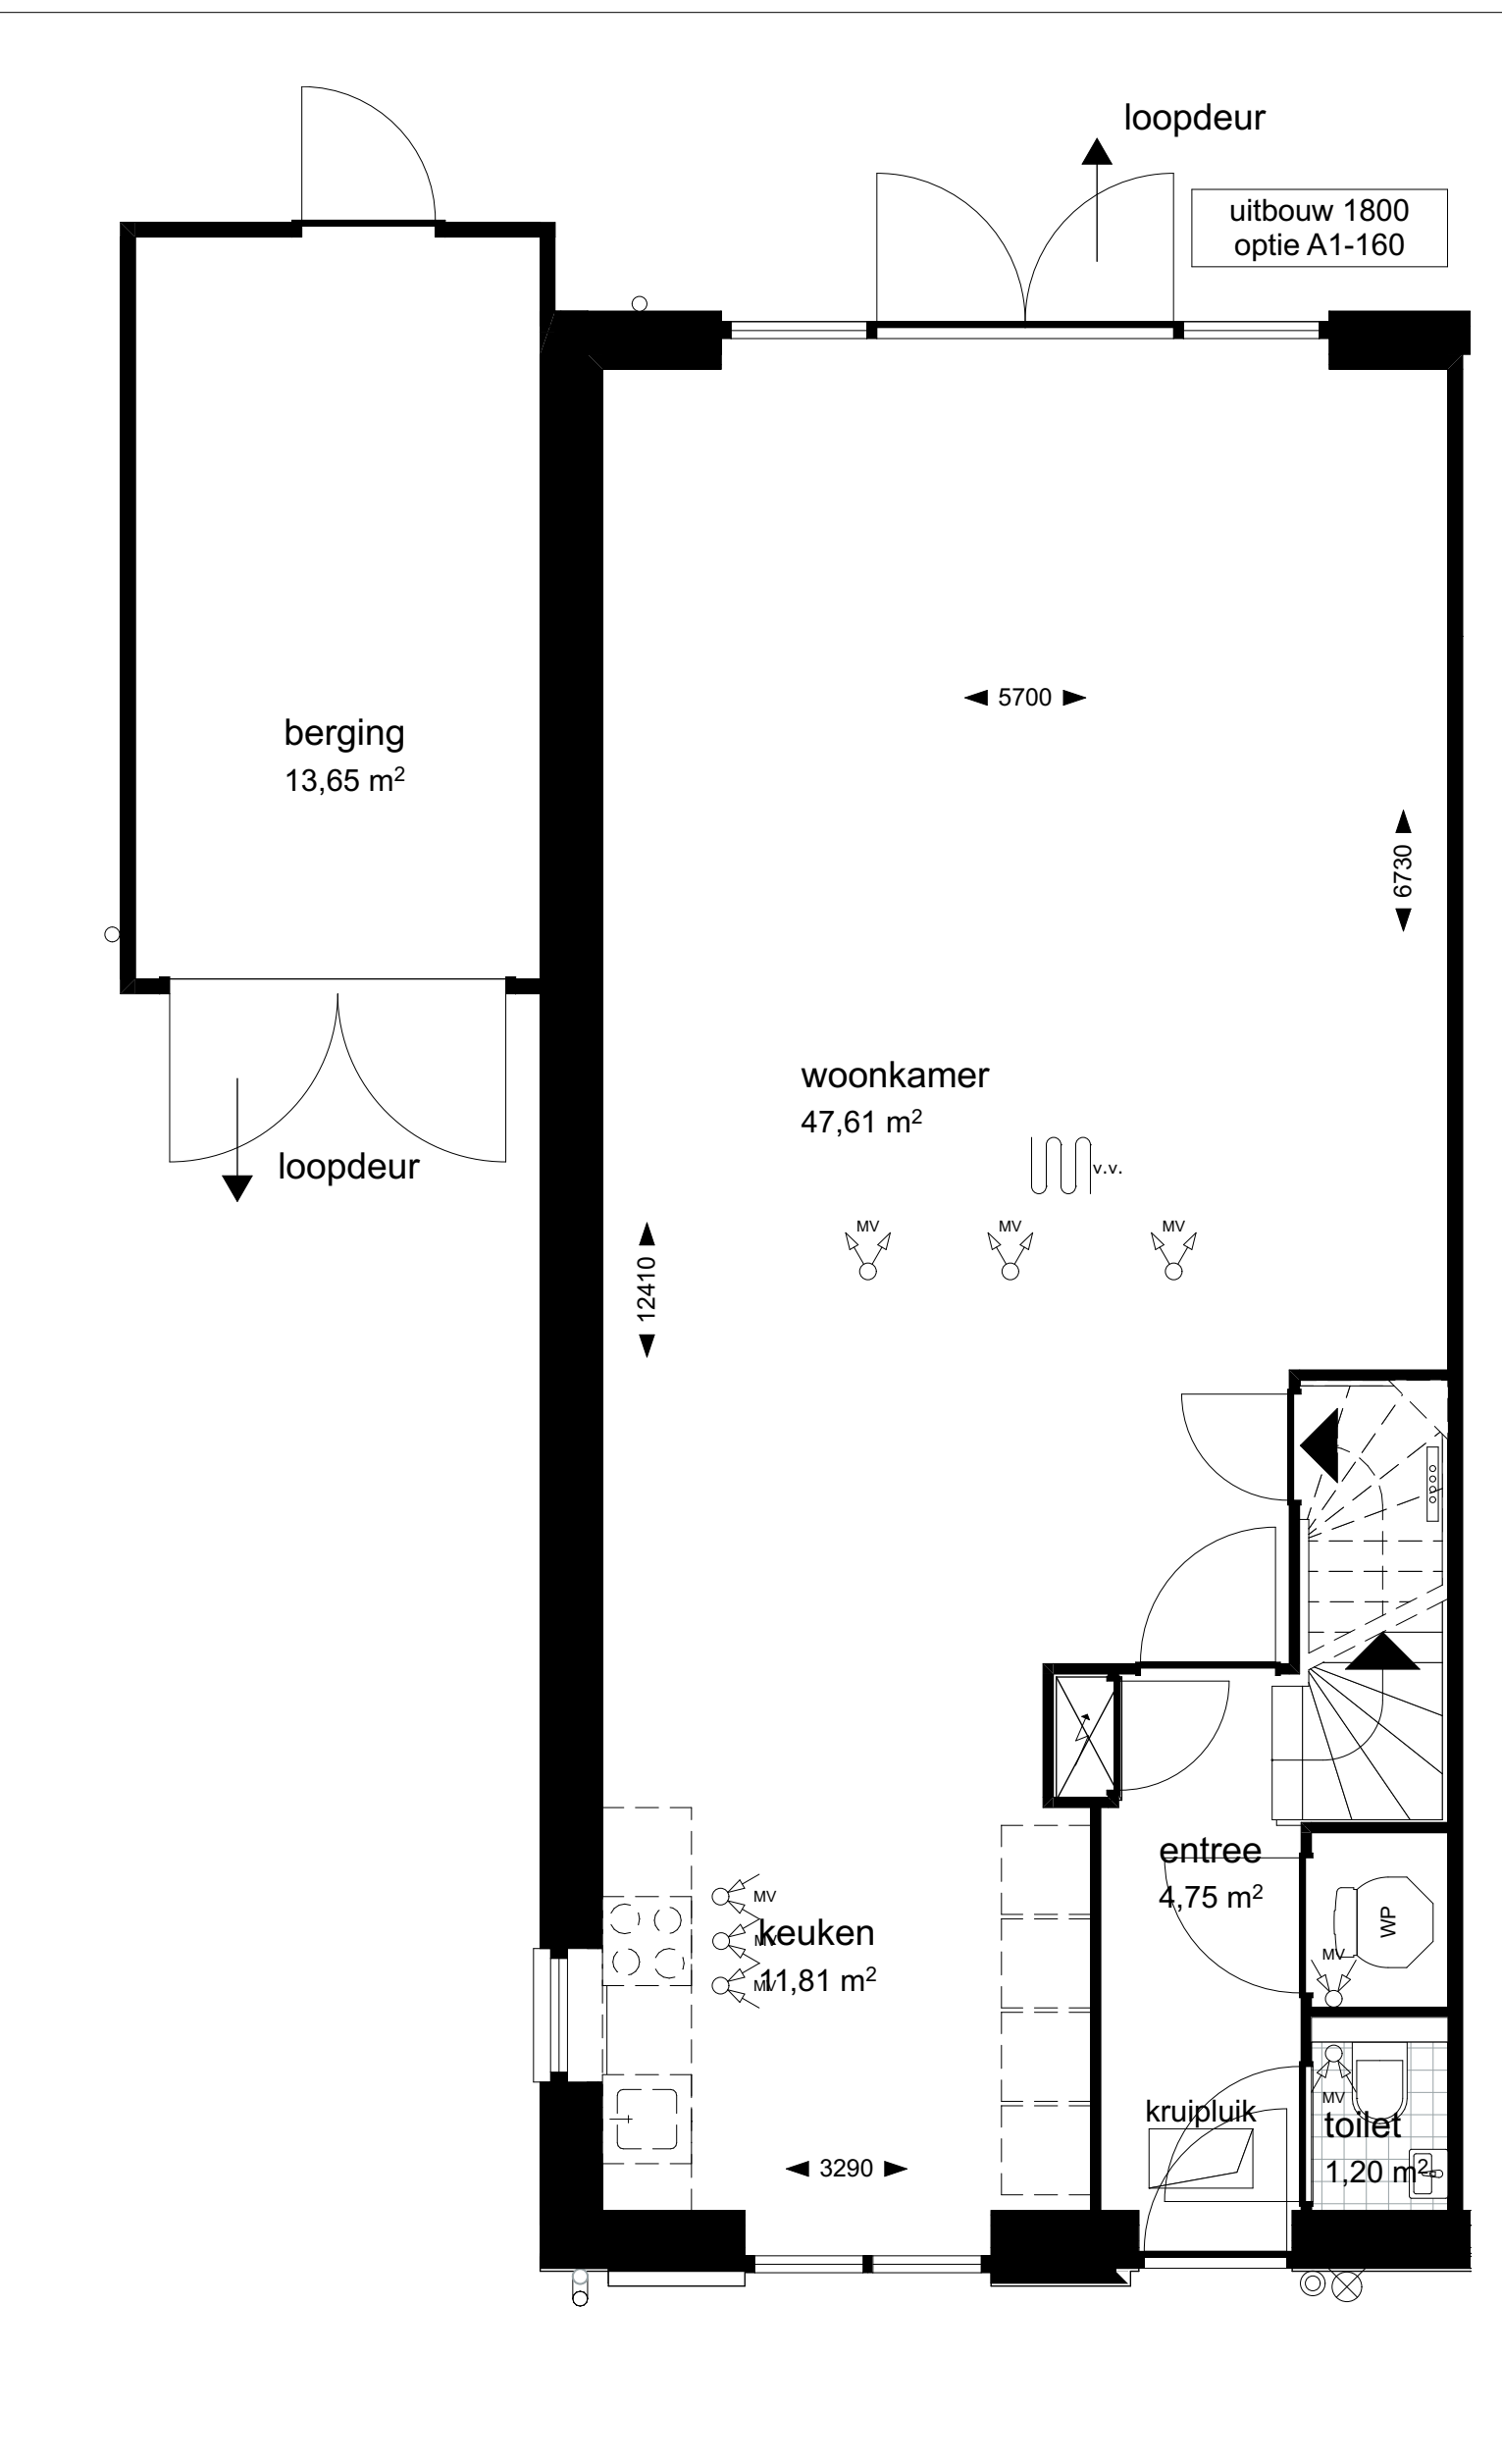 loopdeur
uitbouw 1800
optie A1-160
5700
berging
13,65 m²
6730
woonkamer
47,61 m²
v.v.
loopdeur
MV
MV
MV
12410
entree
4,75 m²
MV
keuken
MV
11,81 m²
MV
WP
MV
MV
kruipluik
toilet
1,20 m²
3290